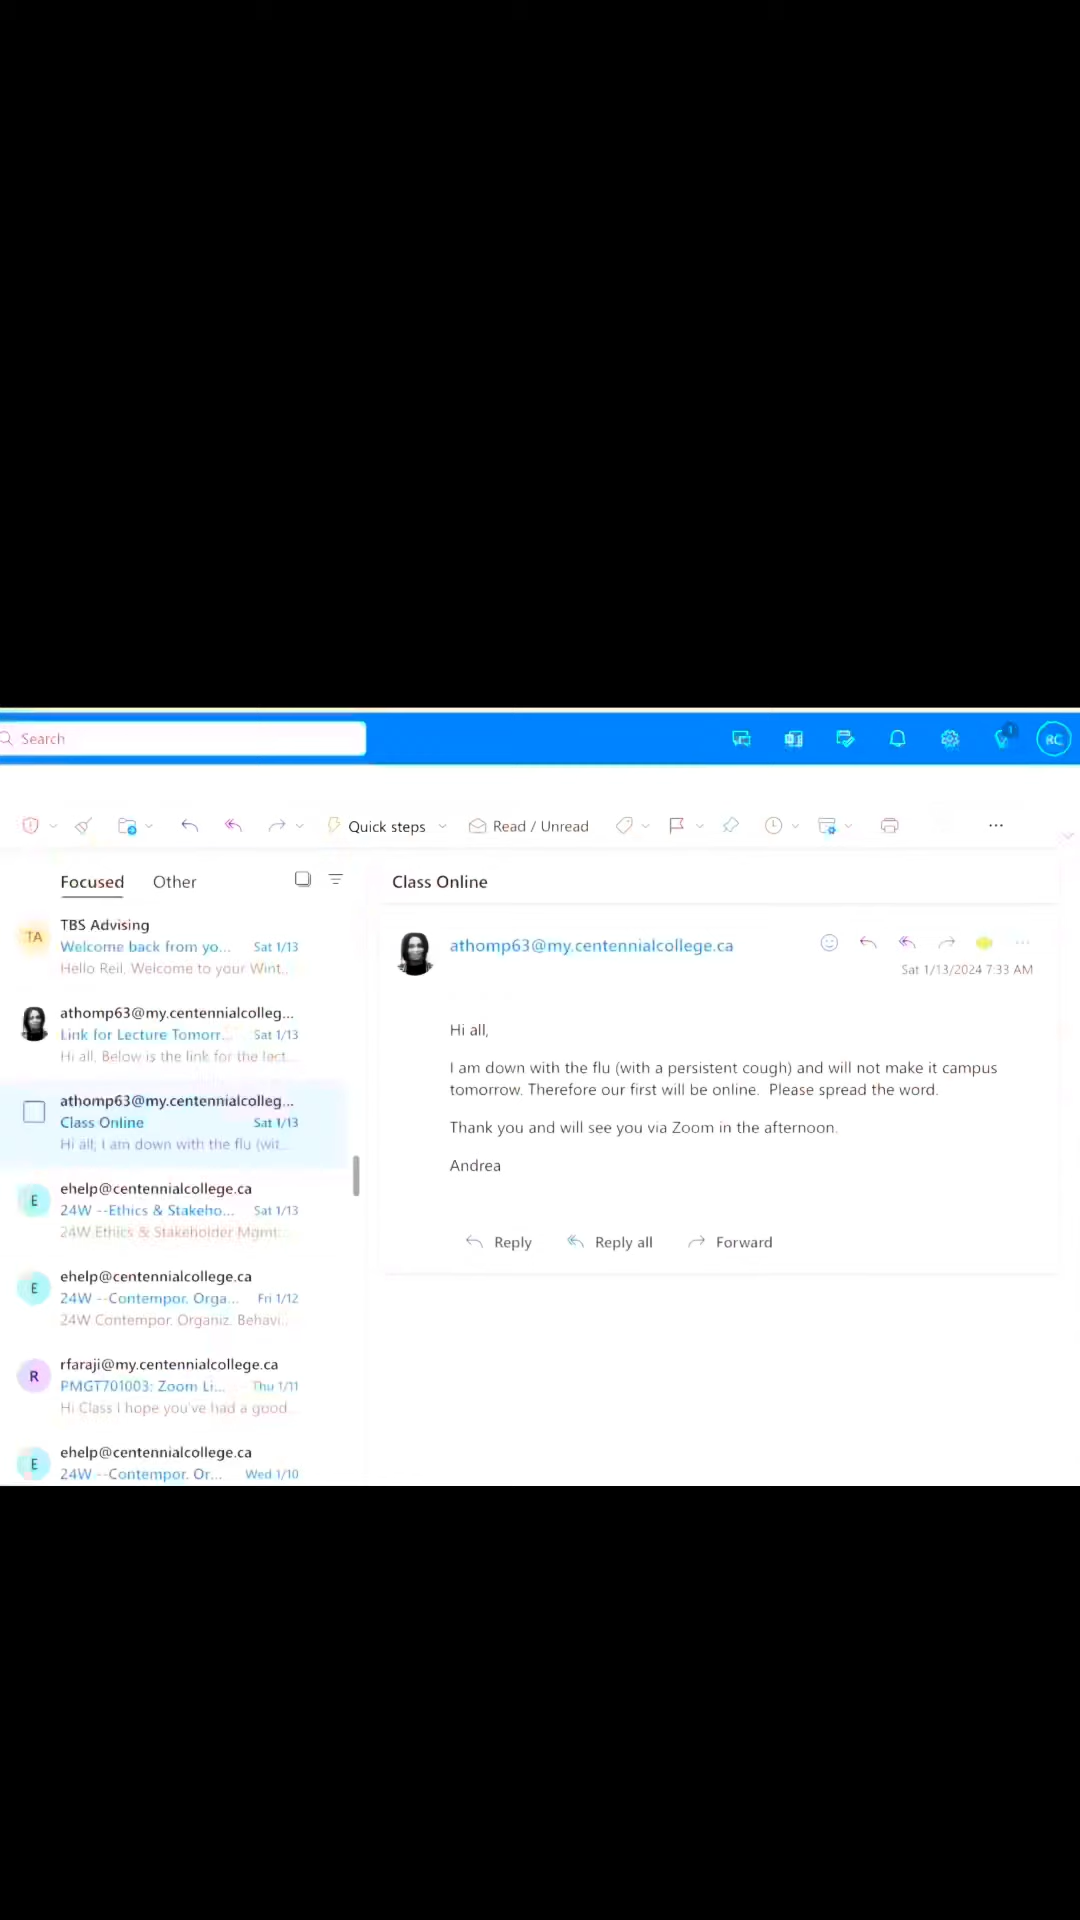 Search
1
RC
Quick steps
Read / Unread
Focused
Other
TA
TBS Advising
Welcome back from yo... Sat 1/13
Hello Reil, Welcome to your Wint...
athomp63@my.centennialcolleg...
Link for Lecture Tomorr... Sat 1/13
Hi all, Below is the link for the lect...
athomp63@my.centennialcolleg...
Class Online Sat 1/13
Hi all, I am down with the flu (wit...
E
ehelp@centennialcollege.ca
24W --Ethics & Stakeho... Sat 1/13
24W Ethics & Stakeholder Mgmt:...
E
ehelp@centennialcollege.ca
24W --Contempor. Orga... Fri 1/12
24W Contempor. Organiz. Behavi...
R
rfaraji@my.centennialcollege.ca
PMGT701003: Zoom Li... Thu 1/11
Hi Class I hope you've had a good...
E
ehelp@centennialcollege.ca
24W --Contempor. Or... Wed 1/10
Class Online
athomp63@my.centennialcollege.ca
Sat 1/13/2024 7:33 AM
Hi all,
I am down with the flu (with a persistent cough) and will not make it campus
tomorrow. Therefore our first will be online.  Please spread the word.
Thank you and will see you via Zoom in the afternoon.
Andrea
Reply
Reply all
Forward